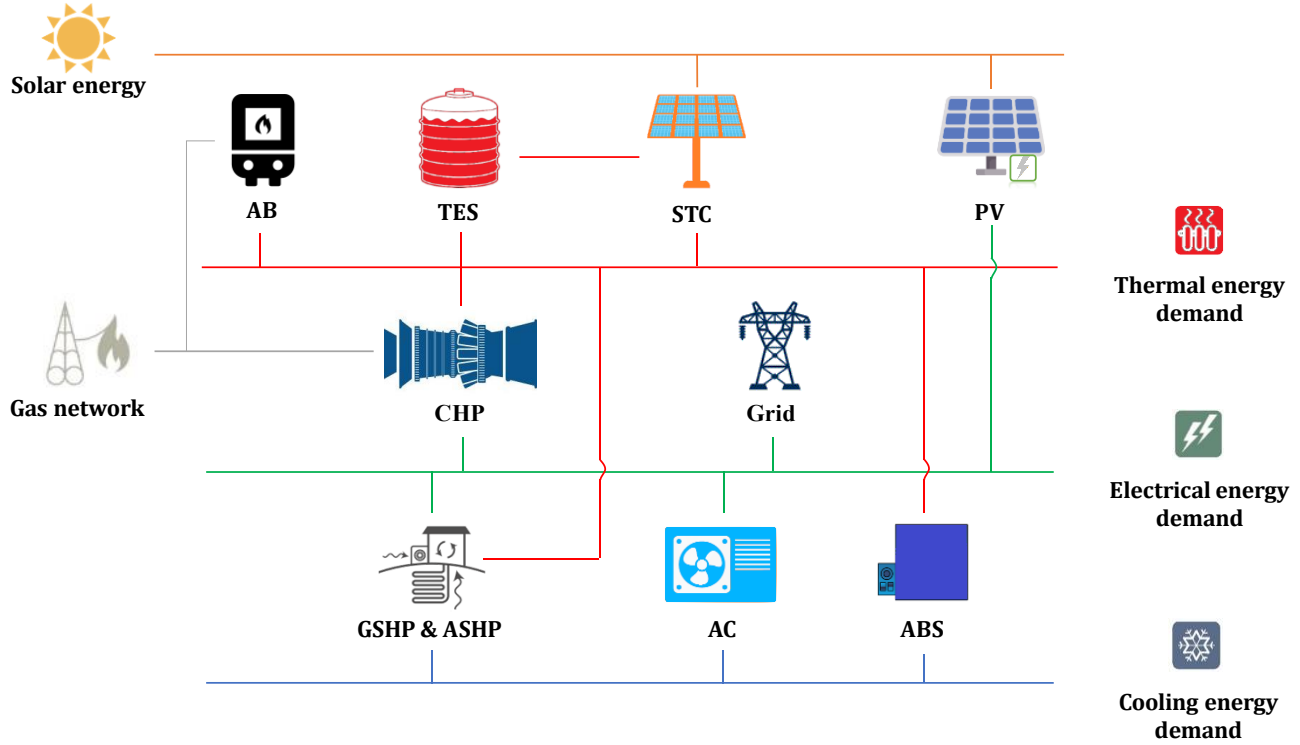 Solar energy
AB
TES
STC
PV
Thermal energy
demand
Gas network
CHP
Grid
Electrical energy
demand
GSHP & ASHP
AC
ABS
Cooling energy
demand